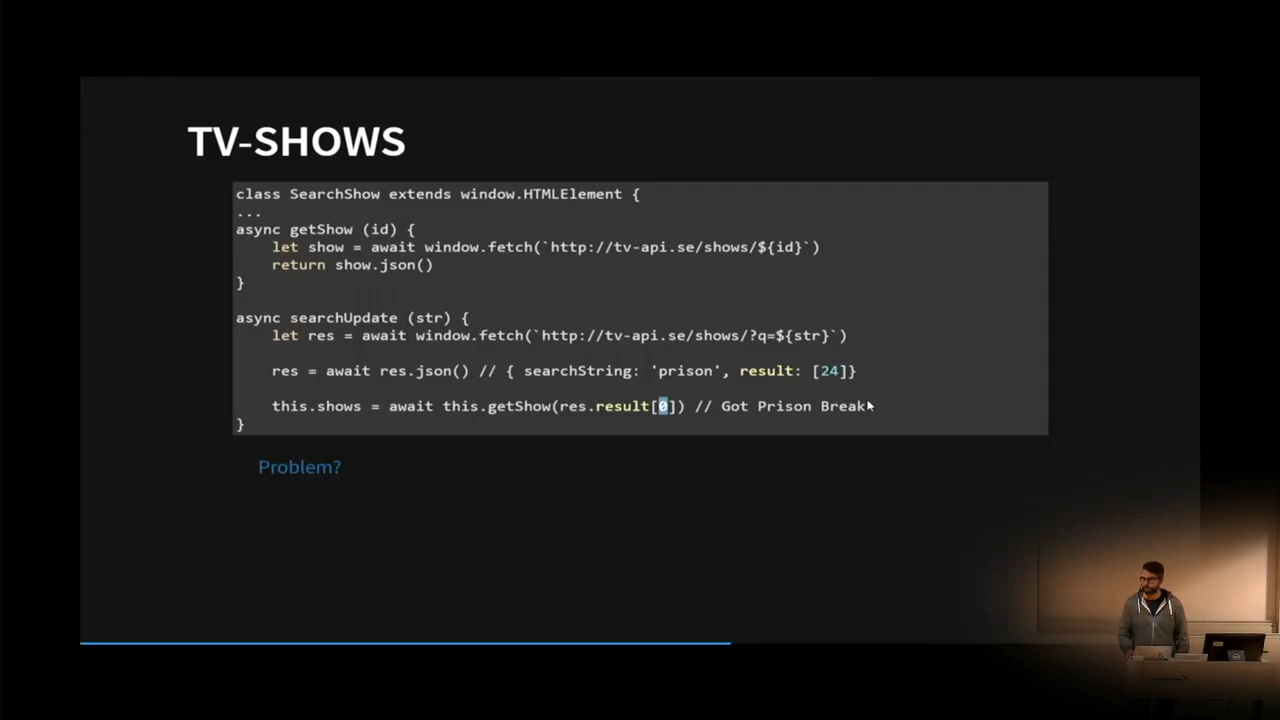 TV-SHOWS
class SearchShow extends window.HTMLElement {
...
async getShow (id) {
let show = await window.fetch(`http://tv-api.se/shows/${id}`)
return show.json()
}
async searchUpdate (str) {
let res = await window.fetch(`http://tv-api.se/shows/?q=${str}`)
res = await res.json() // { searchString: 'prison', result: [24]}
this.shows = await this.getShow(res.result[0]) // Got Prison Break
}
Problem?